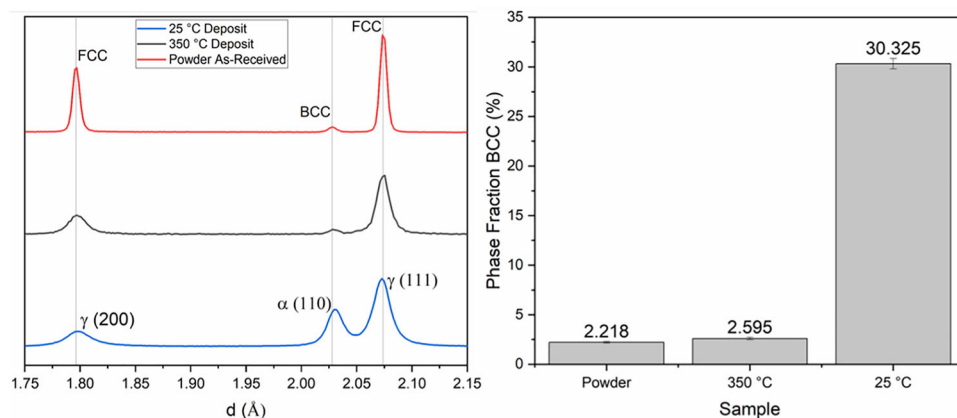 25 °C Deposit
350 °C Deposit
Powder As-Received
FCC
FCC
BCC
γ (111)
α (110)
γ (200)
1.75 1.80 1.85 1.90 1.95 2.00 2.05 2.10 2.15
d (Å)
Phase Fraction BCC (%)
35
30
25
20
15
10
5
0
30.325
2.218
2.595
Powder
350 °C
25 °C
Sample